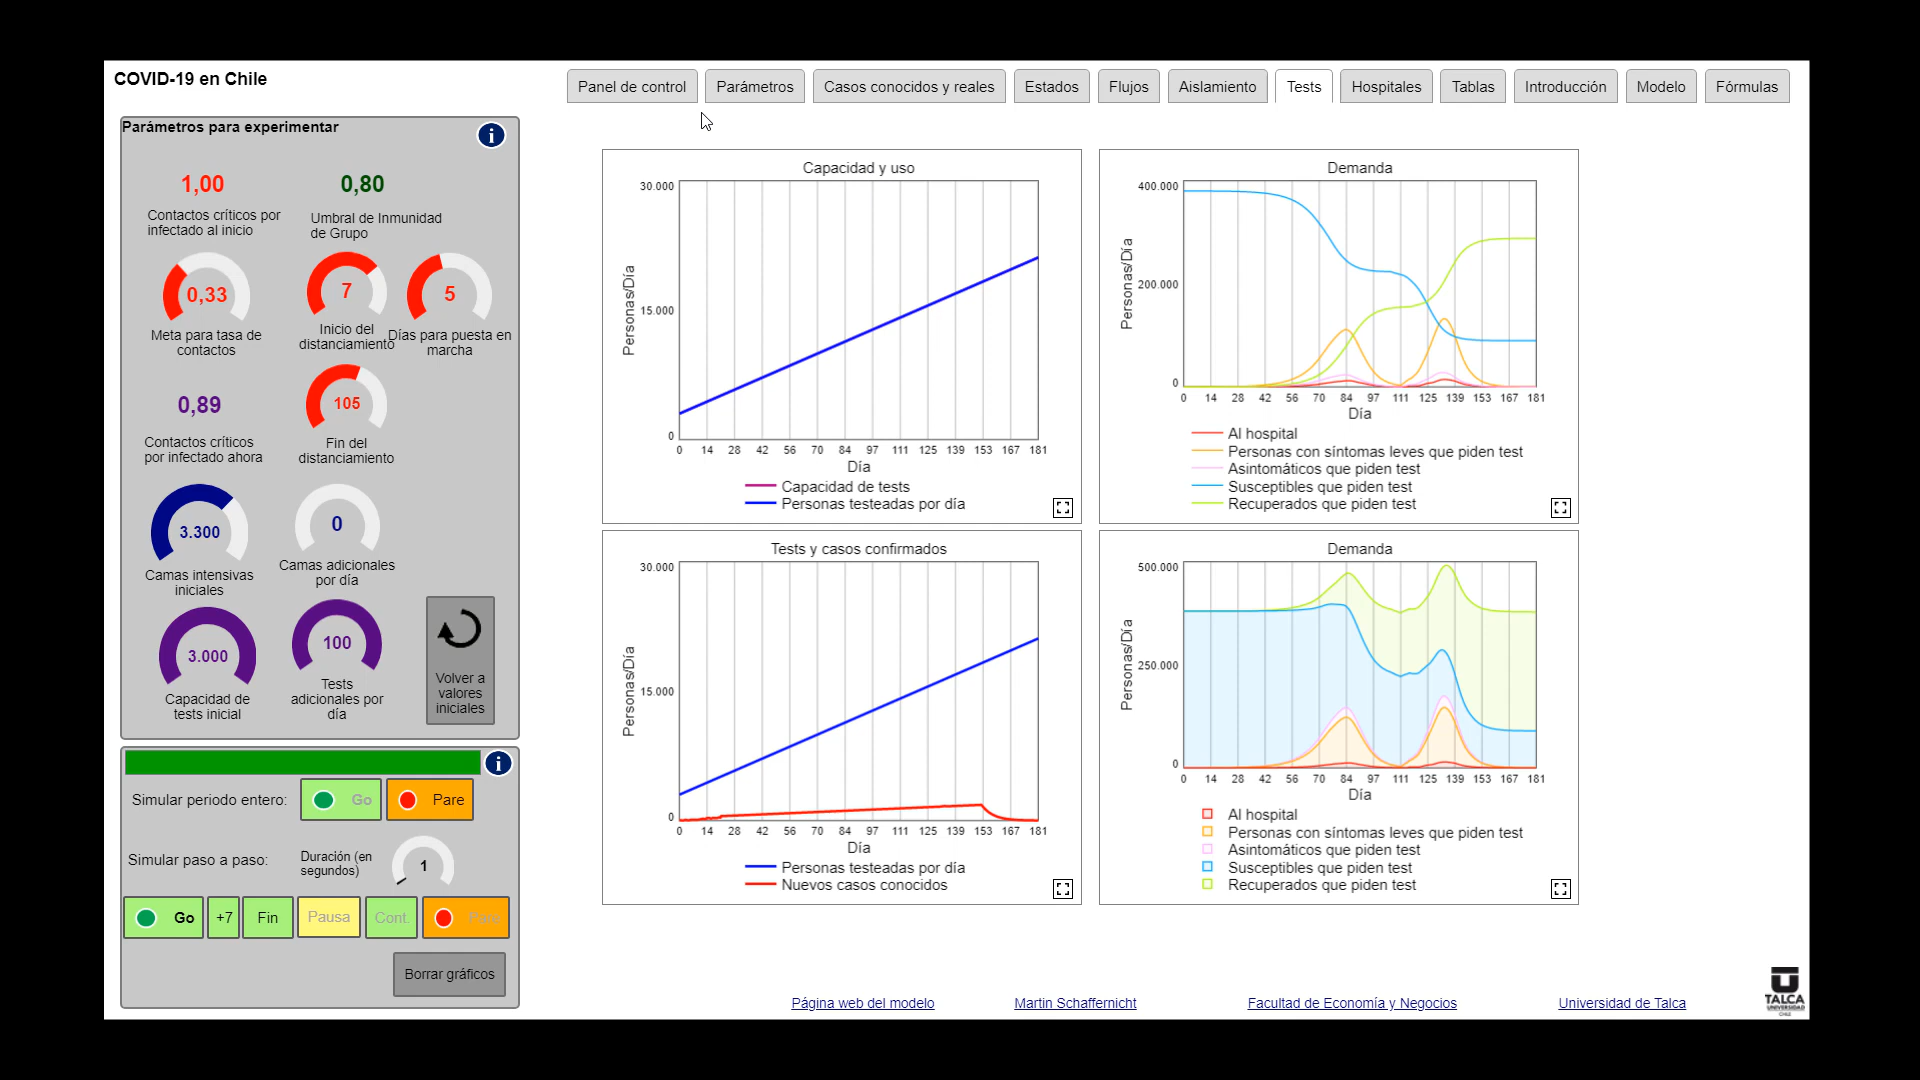 COVID-19 en Chile
Panel de control
Parámetros
Casos conocidos y reales
Estados
Flujos
Aislamiento
Tests
Hospitales
Tablas
Introducción
Modelo
Fórmulas
Parámetros para experimentar
i
1,00
0,80
Contactos críticos por
infectado al inicio
Umbral de Inmunidad
de Grupo
0,33
7
5
Meta para tasa de
contactos
Inicio del
distanciamiento
Días para puesta en
marcha
0,89
105
Contactos críticos
por infectado ahora
Fin del
distanciamiento
3.300
0
Camas intensivas
iniciales
Camas adicionales
por día
3.000
100
Capacidad de
tests inicial
Tests
adicionales por
día
Volver a
valores
iniciales
i
Simular periodo entero:
Go
Pare
Simular paso a paso:
Duración (en
segundos)
1
Go
+7
Fin
Pausa
Cont.
Pare
Borrar gráficos
Capacidad y uso
30.000
15.000
0
Personas/Día
0 14 28 42 56 70 84 97 111 125 139 153 167 181
Día
Capacidad de tests
Personas testeadas por día
Demanda
400.000
200.000
0
Personas/Día
0 14 28 42 56 70 84 97 111 125 139 153 167 181
Día
Al hospital
Personas con síntomas leves que piden test
Asintomáticos que piden test
Susceptibles que piden test
Recuperados que piden test
Tests y casos confirmados
30.000
15.000
0
Personas/Día
0 14 28 42 56 70 84 97 111 125 139 153 167 181
Día
Personas testeadas por día
Nuevos casos conocidos
Demanda
500.000
250.000
0
Personas/Día
0 14 28 42 56 70 84 97 111 125 139 153 167 181
Día
Al hospital
Personas con síntomas leves que piden test
Asintomáticos que piden test
Susceptibles que piden test
Recuperados que piden test
Página web del modelo
Martin Schaffernicht
Facultad de Economía y Negocios
Universidad de Talca
TALCA
UNIVERSIDAD
CHILE